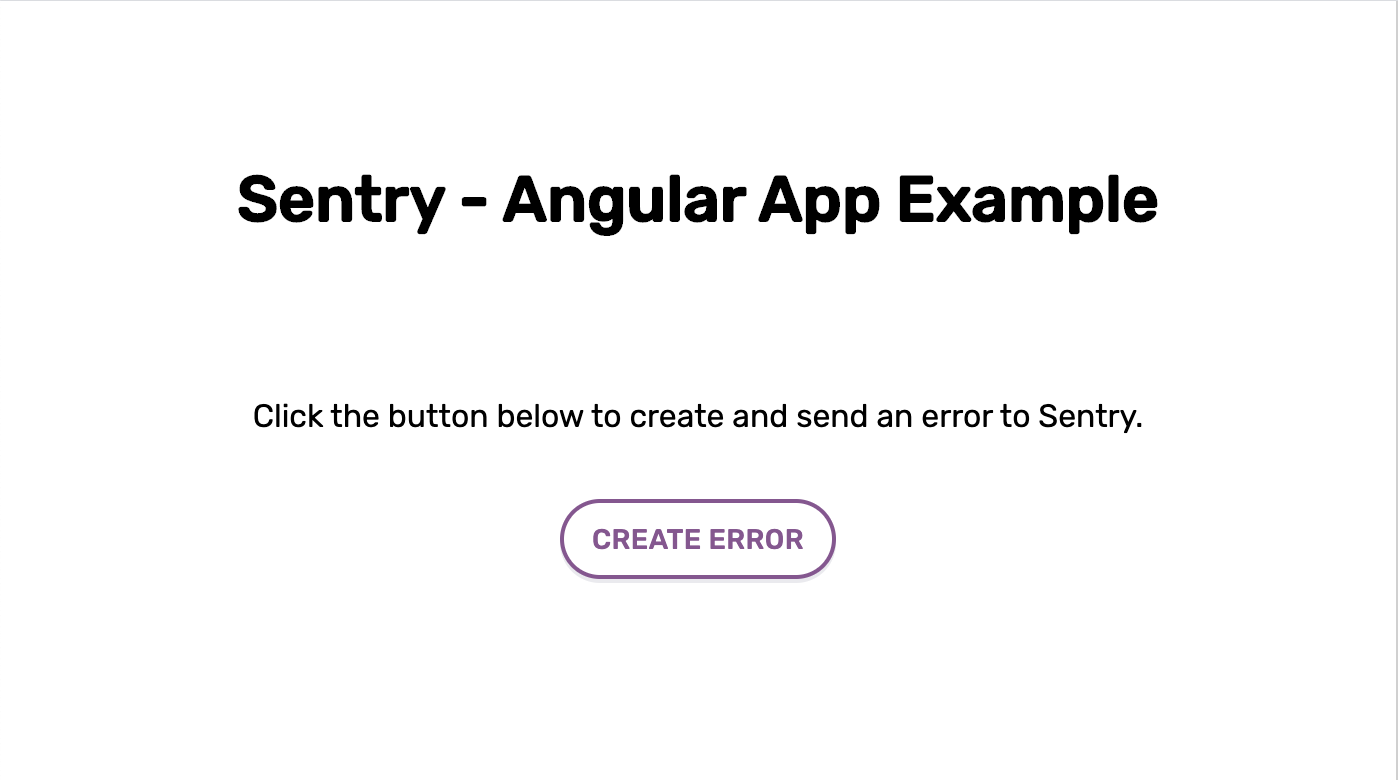 Sentry - Angular App Example
Click the button below to create and send an error to Sentry.
CREATE ERROR